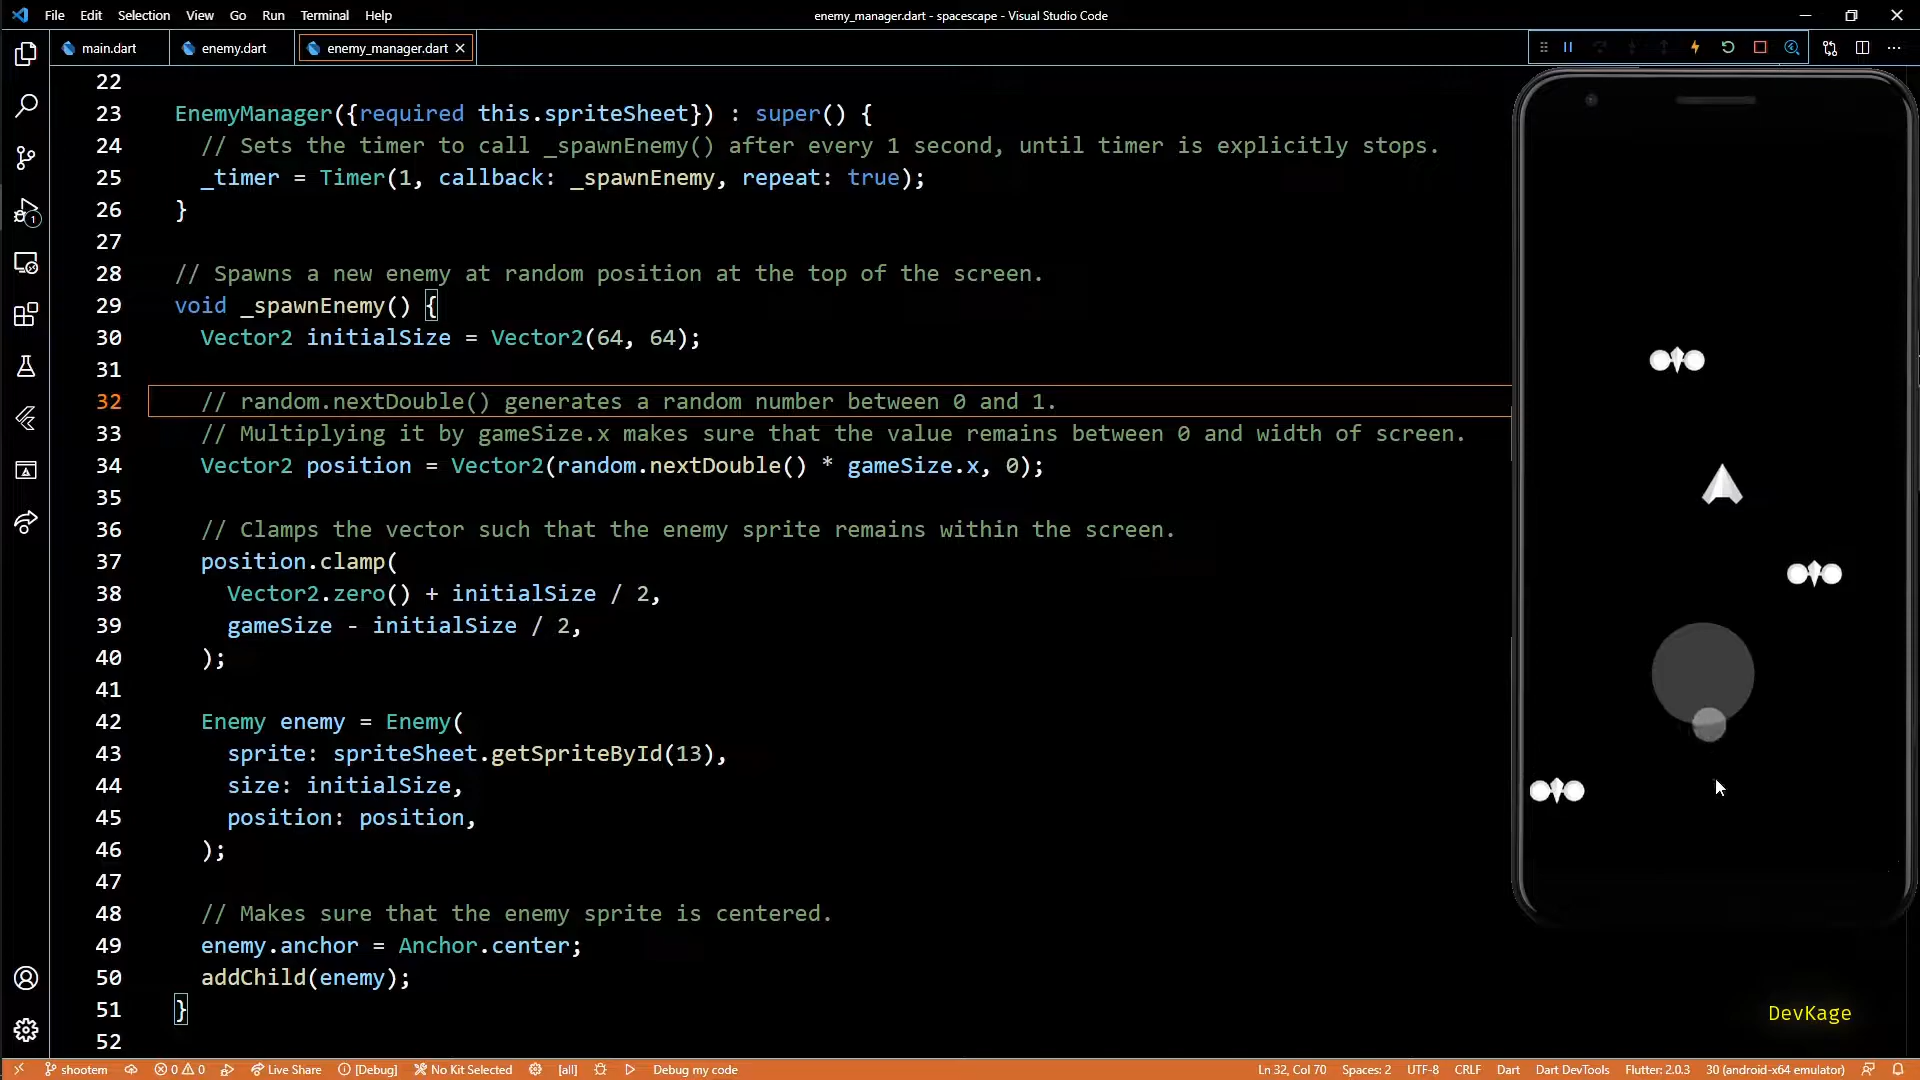 File Edit Selection View Go Run Terminal Help
enemy_manager.dart - spacescape - Visual Studio Code
main.dart enemy.dart enemy_manager.dart
22
23 EnemyManager({required this.spriteSheet}) : super() {
24 // Sets the timer to call _spawnEnemy() after every 1 second, until timer is explicitly stops.
25 _timer = Timer(1, callback: _spawnEnemy, repeat: true);
26 }
27
28 // Spawns a new enemy at random position at the top of the screen.
29 void _spawnEnemy() {
30 Vector2 initialSize = Vector2(64, 64);
31
32 // random.nextDouble() generates a random number between 0 and 1.
33 // Multiplying it by gameSize.x makes sure that the value remains between 0 and width of screen.
34 Vector2 position = Vector2(random.nextDouble() * gameSize.x, 0);
35
36 // Clamps the vector such that the enemy sprite remains within the screen.
37 position.clamp(
38 Vector2.zero() + initialSize / 2,
39 gameSize - initialSize / 2,
40 );
41
42 Enemy enemy = Enemy(
43 sprite: spriteSheet.getSpriteById(13),
44 size: initialSize,
45 position: position,
46 );
47
48 // Makes sure that the enemy sprite is centered.
49 enemy.anchor = Anchor.center;
50 addChild(enemy);
51 }
52
1
DevKage
shootem 0 0 Live Share [Debug] No Kit Selected [all] Debug my code Ln 32, Col 70 Spaces: 2 UTF-8 CRLF Dart Dart DevTools Flutter: 2.0.3 30 (android-x64 emulator)